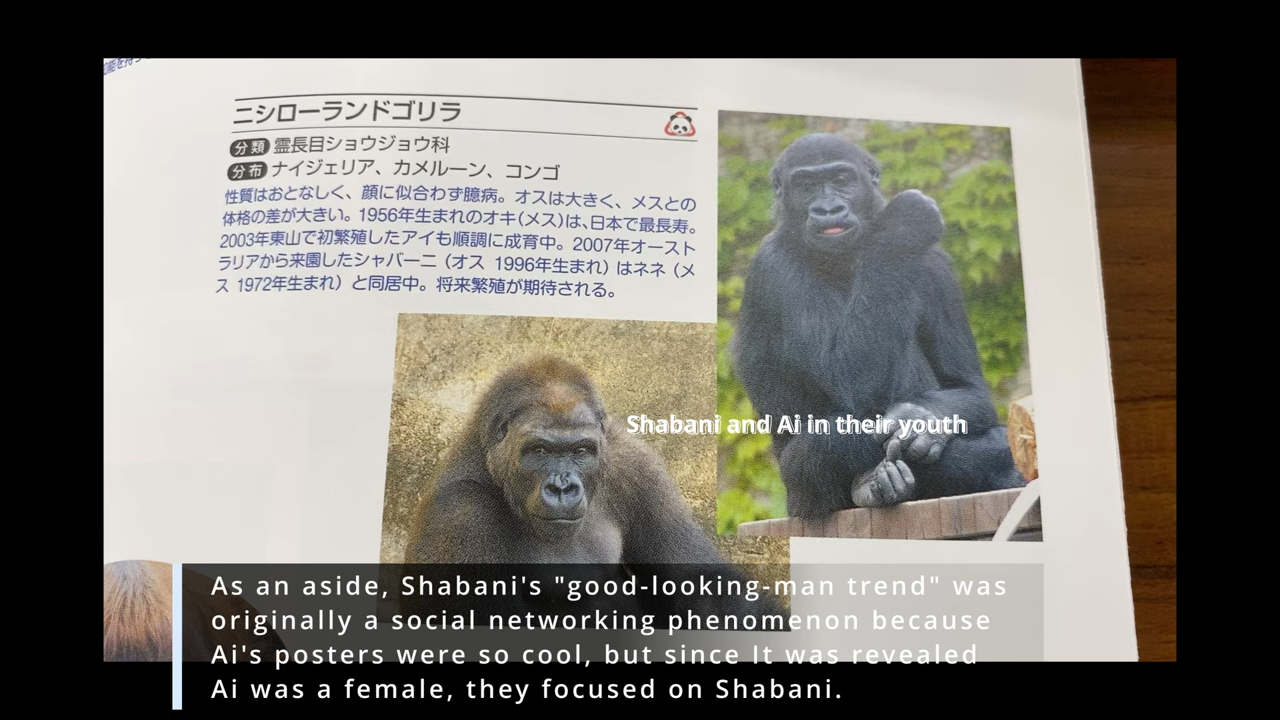 ニシローランドゴリラ
分類 霊長目ショウジョウ科
分布 ナイジェリア、カメルーン、コンゴ
性質はおとなしく、顔に似合わず臆病。オスは大きく、メスとの
体格の差が大きい。1956年生まれのオキ(メス)は、日本で最長寿。
2003年東山で初繁殖したアイも順調に成育中。2007年オースト
ラリアから来園したシャバーニ(オス 1996年生まれ)はネネ(メ
ス 1972年生まれ)と同居中。将来繁殖が期待される。
Shabani and Ai in their youth
As an aside, Shabani's "good-looking-man trend" was
originally a social networking phenomenon because
Ai's posters were so cool, but since It was revealed
Ai was a female, they focused on Shabani.